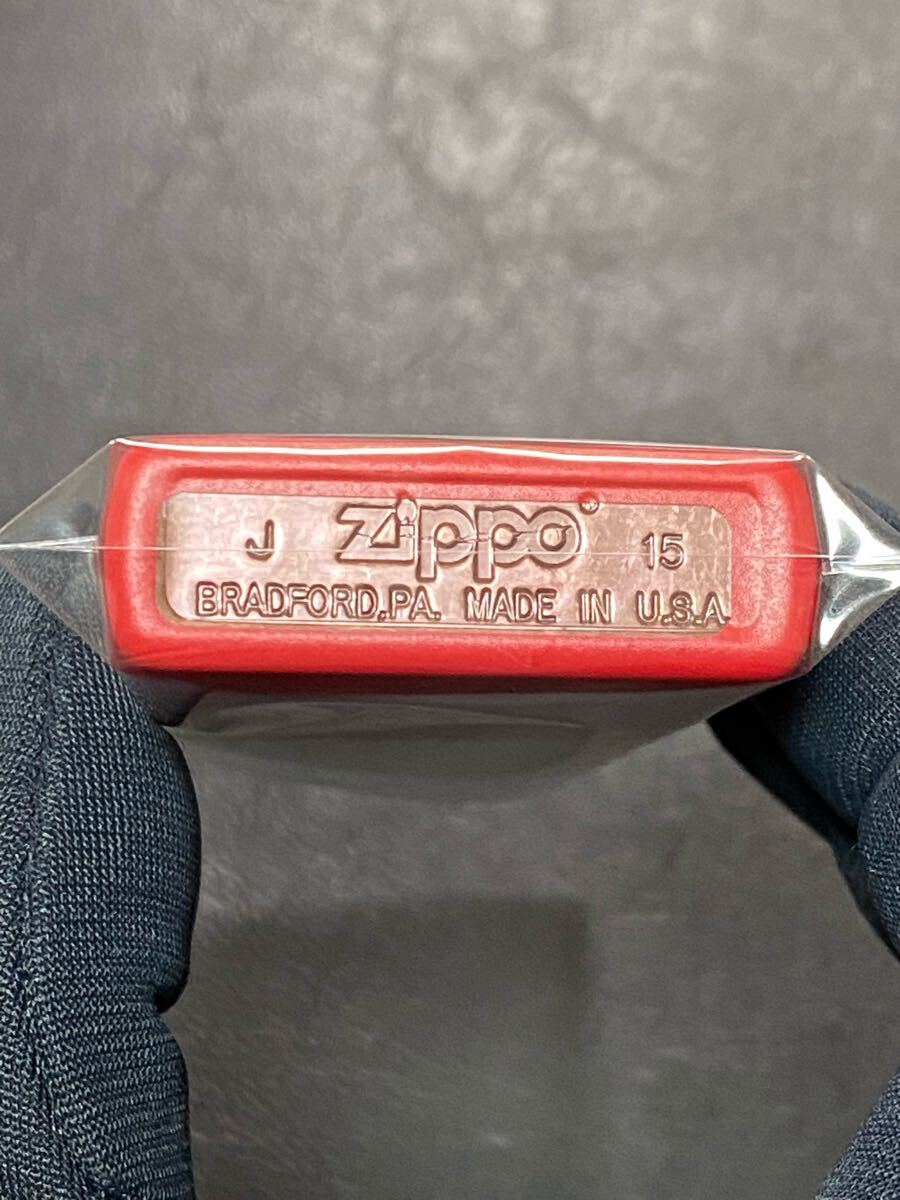 J Zippo® 15
BRADFORD,PA. MADE IN U.S.A.